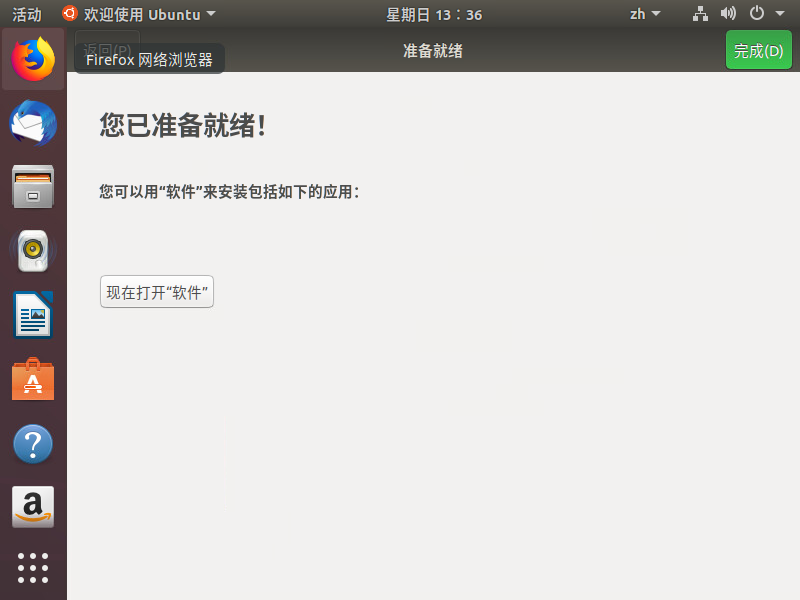 活动
欢迎使用 Ubuntu
星期日 13：36
zh
返回(P)
Firefox 网络浏览器
准备就绪
完成(D)
您已准备就绪！
您可以用“软件”来安装包括如下的应用：
现在打开“软件”